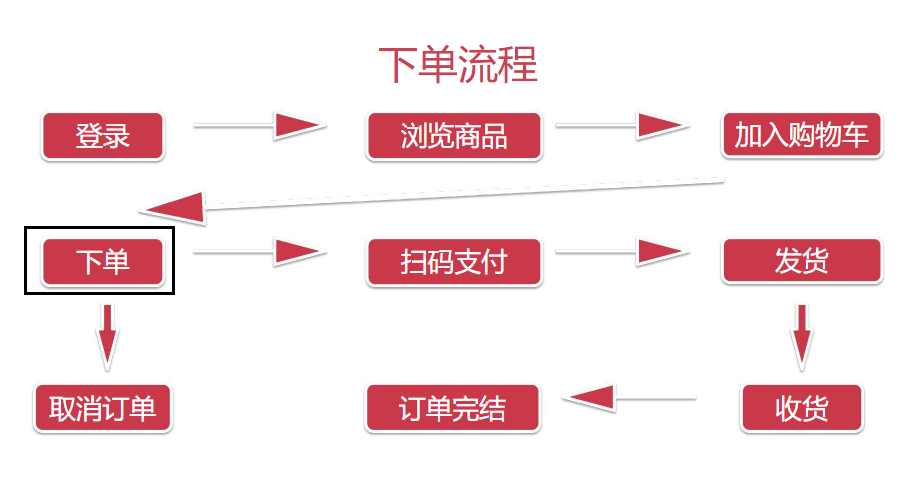 下单流程
登录
浏览商品
加入购物车
下单
扫码支付
发货
取消订单
订单完结
收货